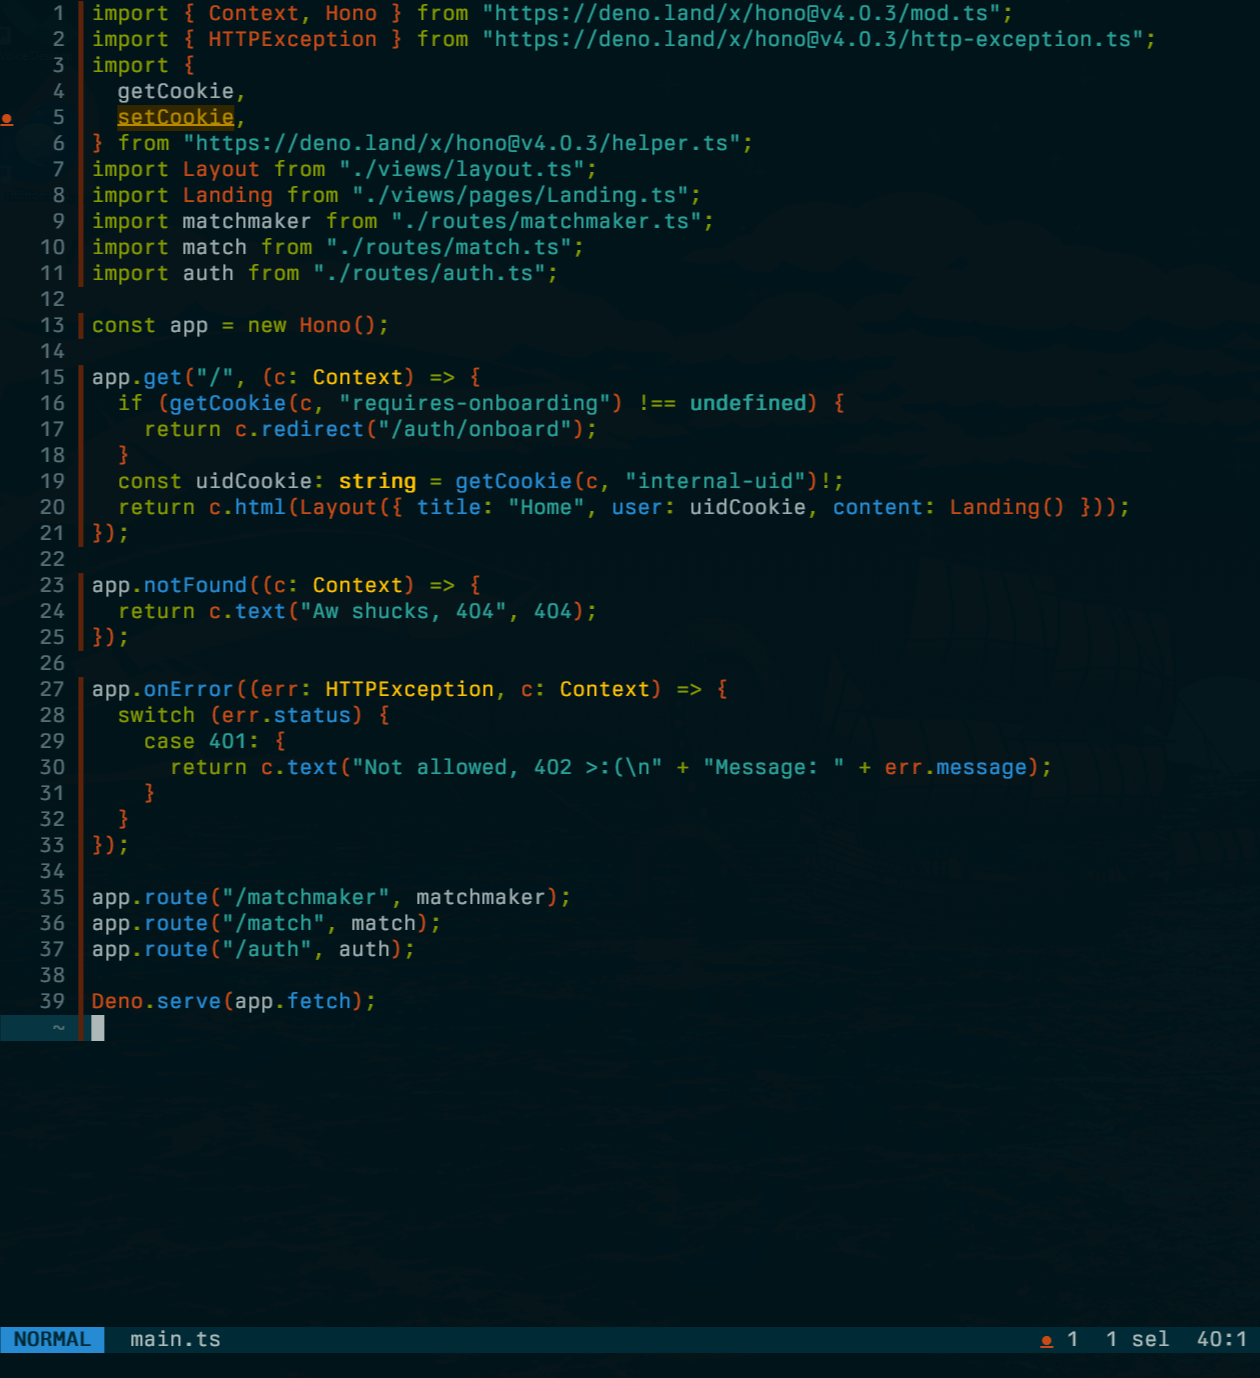 1 import { Context, Hono } from "https://deno.land/x/hono@v4.0.3/mod.ts";
2 import { HTTPException } from "https://deno.land/x/hono@v4.0.3/http-exception.ts";
3 import {
4   getCookie,
5   setCookie,
6 } from "https://deno.land/x/hono@v4.0.3/helper.ts";
7 import Layout from "./views/layout.ts";
8 import Landing from "./views/pages/Landing.ts";
9 import matchmaker from "./routes/matchmaker.ts";
10 import match from "./routes/match.ts";
11 import auth from "./routes/auth.ts";
12
13 const app = new Hono();
14
15 app.get("/", (c: Context) => {
16   if (getCookie(c, "requires-onboarding") !== undefined) {
17     return c.redirect("/auth/onboard");
18   }
19   const uidCookie: string = getCookie(c, "internal-uid")!;
20   return c.html(Layout({ title: "Home", user: uidCookie, content: Landing() }));
21 });
22
23 app.notFound((c: Context) => {
24   return c.text("Aw shucks, 404", 404);
25 });
26
27 app.onError((err: HTTPException, c: Context) => {
28   switch (err.status) {
29     case 401: {
30       return c.text("Not allowed, 402 >:(\n" + "Message: " + err.message);
31     }
32   }
33 });
34
35 app.route("/matchmaker", matchmaker);
36 app.route("/match", match);
37 app.route("/auth", auth);
38
39 Deno.serve(app.fetch);
~
NORMAL main.ts ● 1 1 sel 40:1